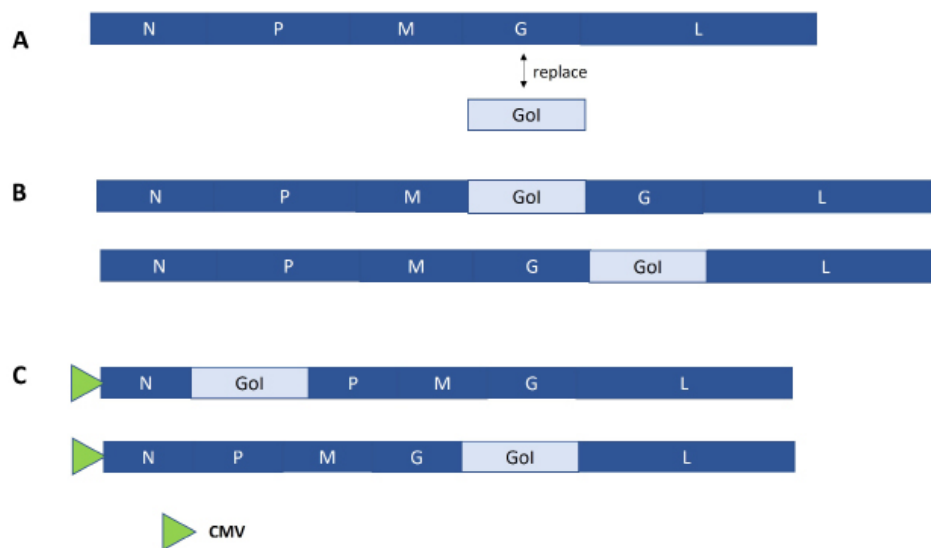 A N P M G L
replace
GoI
B N P M GoI G L
N P M G GoI L
C N GoI P M G L
N P M G GoI L
CMV